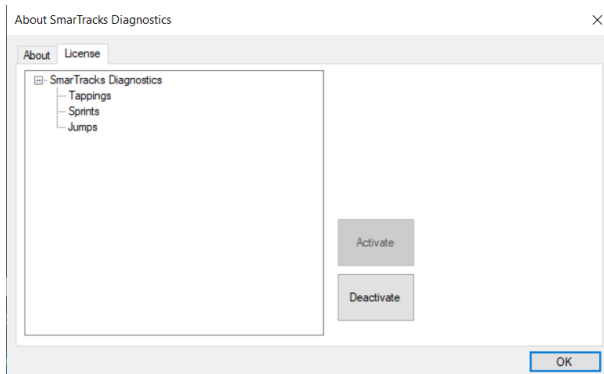 About SmarTracks Diagnostics
About License
SmarTracks Diagnostics
Tappings
Sprints
Jumps
Activate
Deactivate
OK